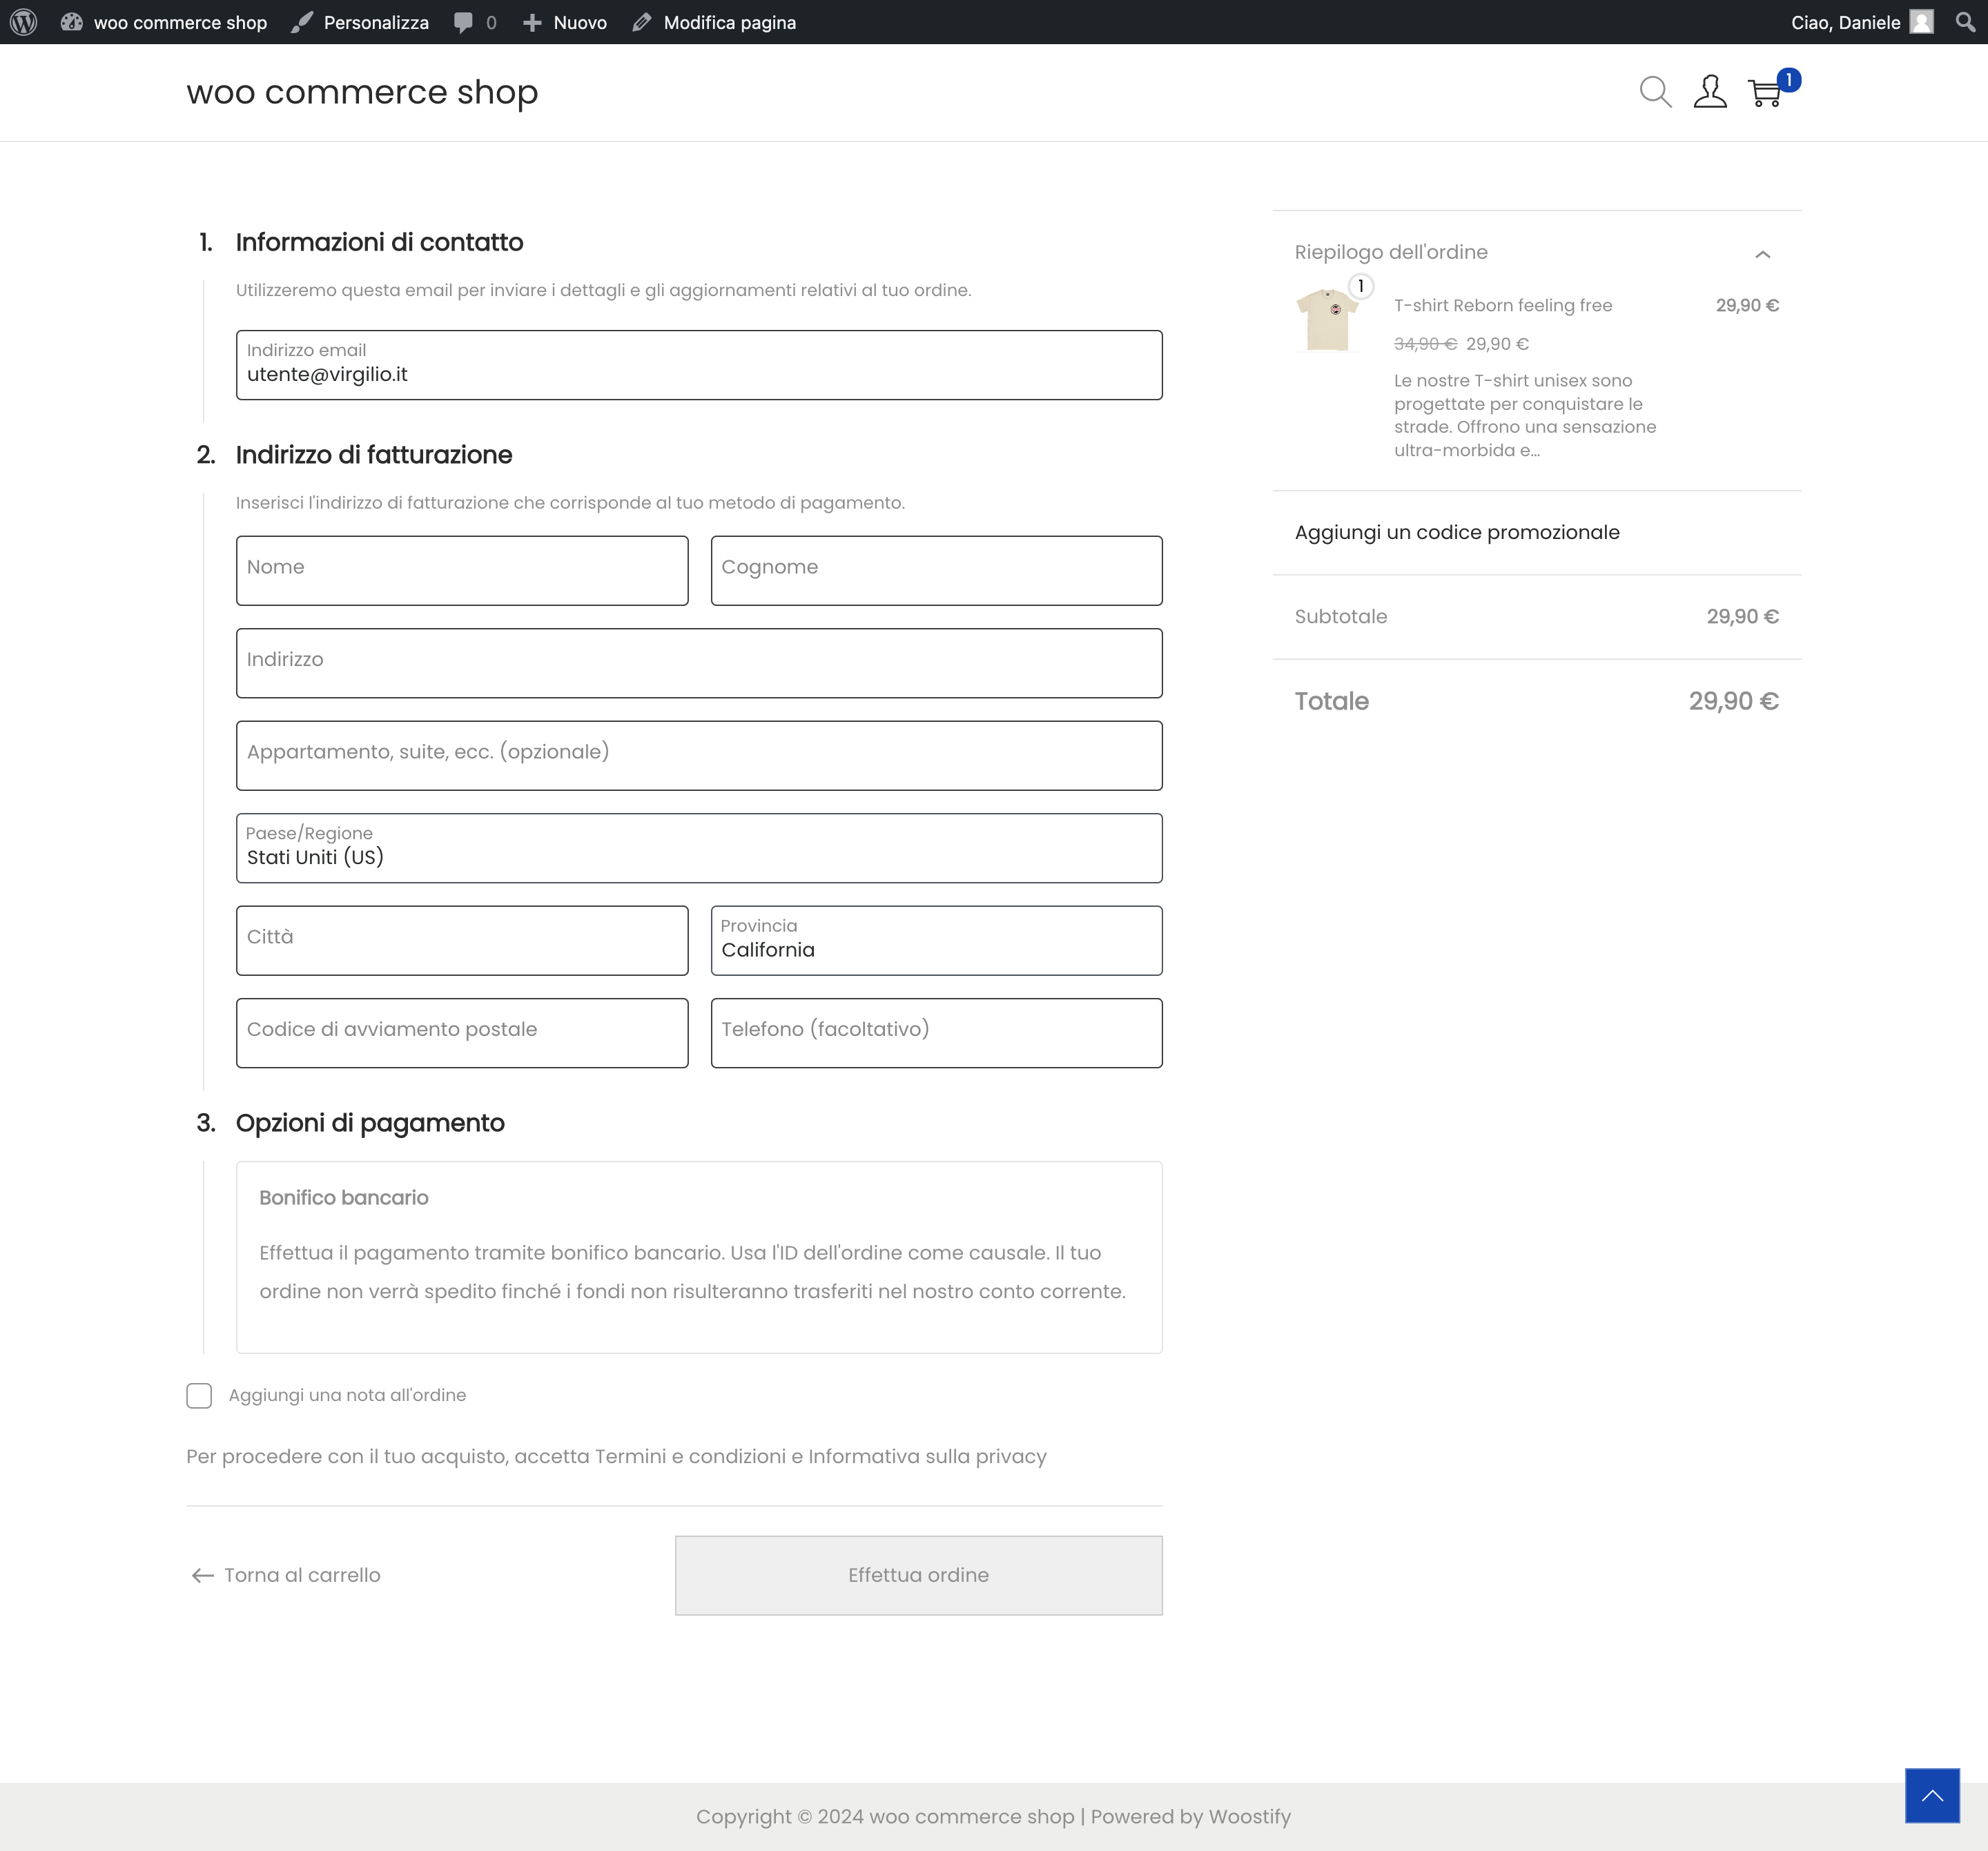 woo commerce shop Personalizza 0 Nuovo Modifica pagina Ciao, Daniele
woo commerce shop
1
1. Informazioni di contatto
Utilizzeremo questa email per inviare i dettagli e gli aggiornamenti relativi al tuo ordine.
Indirizzo email
utente@virgilio.it
2. Indirizzo di fatturazione
Inserisci l'indirizzo di fatturazione che corrisponde al tuo metodo di pagamento.
Nome
Cognome
Indirizzo
Appartamento, suite, ecc. (opzionale)
Paese/Regione
Stati Uniti (US)
Città
Provincia
California
Codice di avviamento postale
Telefono (facoltativo)
3. Opzioni di pagamento
Bonifico bancario
Effettua il pagamento tramite bonifico bancario. Usa l'ID dell'ordine come causale. Il tuo
ordine non verrà spedito finché i fondi non risulteranno trasferiti nel nostro conto corrente.
Aggiungi una nota all'ordine
Per procedere con il tuo acquisto, accetta Termini e condizioni e Informativa sulla privacy
Torna al carrello
Effettua ordine
Riepilogo dell'ordine
1
T-shirt Reborn feeling free 29,90 €
34,90 € 29,90 €
Le nostre T-shirt unisex sono
progettate per conquistare le
strade. Offrono una sensazione
ultra-morbida e…
Aggiungi un codice promozionale
Subtotale 29,90 €
Totale 29,90 €
Copyright © 2024 woo commerce shop | Powered by Woostify